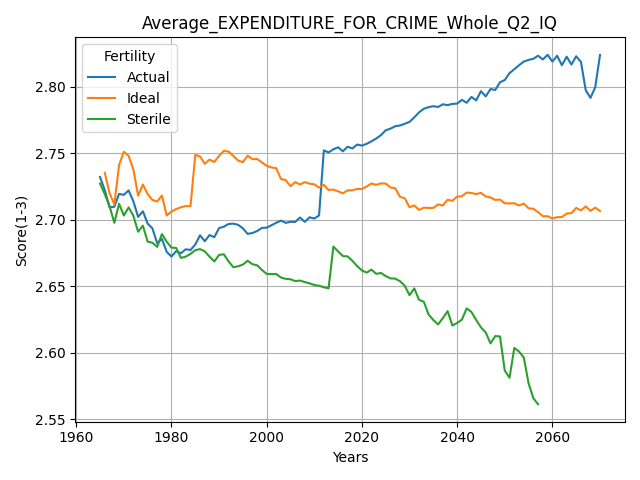 Average_EXPENDITURE_FOR_CRIME_Whole_Q2_IQ
Fertility
Actual
Ideal
Sterile
Score(1-3)
2.80
2.75
2.70
2.65
2.60
2.55
1960 1980 2000 2020 2040 2060
Years